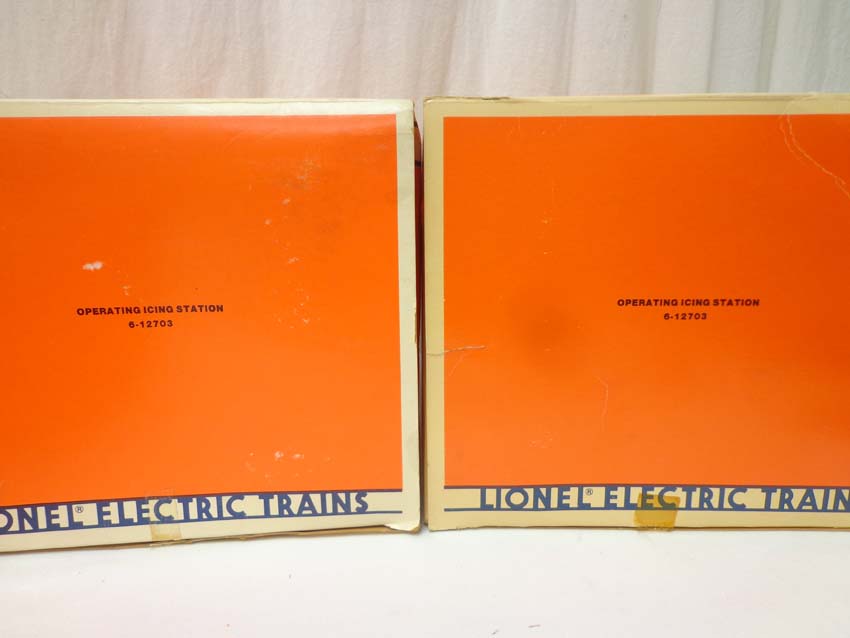 OPERATING ICING STATION
6-12703
ONEL® ELECTRIC TRAINS
OPERATING ICING STATION
6-12703
LIONEL® ELECTRIC TRAIN